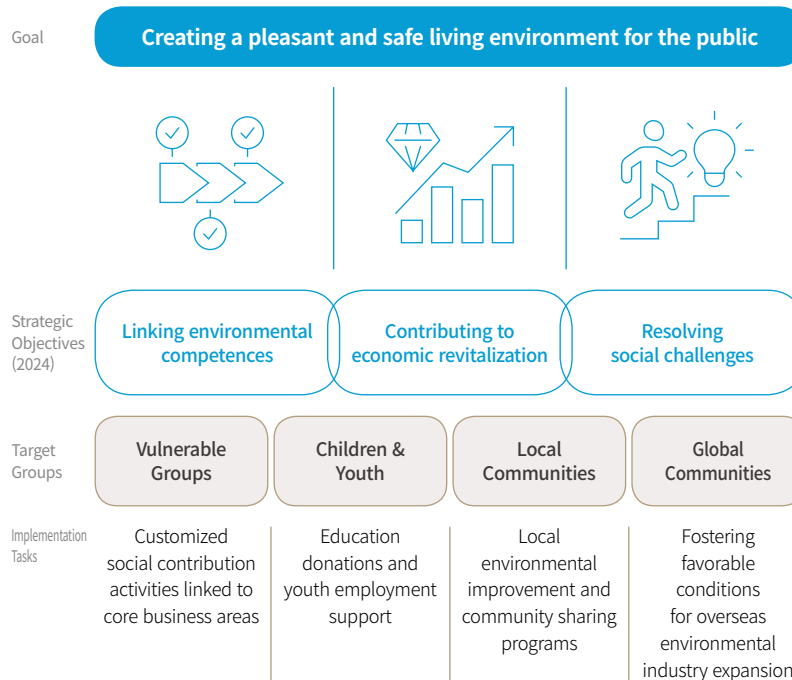 Goal
Creating a pleasant and safe living environment for the public
Strategic
Objectives
(2024)
Linking environmental
competences
Contributing to
economic revitalization
Resolving
social challenges
Target
Groups
Vulnerable
Groups
Children &
Youth
Local
Communities
Global
Communities
Implementation
Tasks
Customized
social contribution
activities linked to
core business areas
Education
donations and
youth employment
support
Local
environmental
improvement and
community sharing
programs
Fostering
favorable
conditions
for overseas
environmental
industry expansion